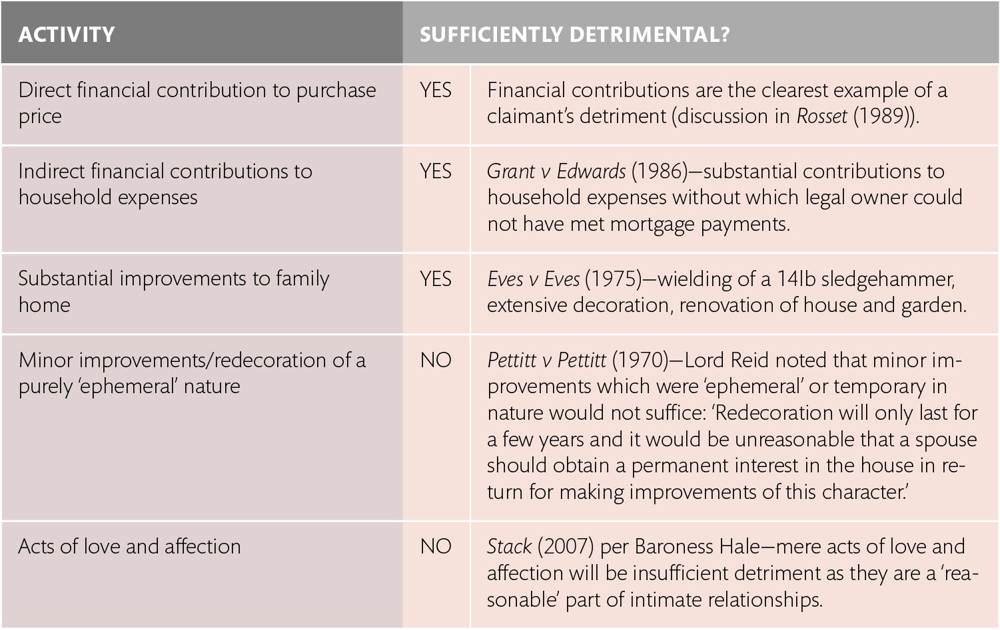 ACTIVITY
SUFFICIENTLY DETRIMENTAL?
Direct financial contribution to purchase
price
YES
Financial contributions are the clearest example of a
claimant’s detriment (discussion in Rosset (1989)).
Indirect financial contributions to
household expenses
YES
Grant v Edwards (1986)—substantial contributions to
household expenses without which legal owner could
not have met mortgage payments.
Substantial improvements to family
home
YES
Eves v Eves (1975)—wielding of a 14lb sledgehammer,
extensive decoration, renovation of house and garden.
Minor improvements/redecoration of a
purely ‘ephemeral’ nature
NO
Pettitt v Pettitt (1970)—Lord Reid noted that minor im-
provements which were ‘ephemeral’ or temporary in
nature would not suffice: ‘Redecoration will only last for
a few years and it would be unreasonable that a spouse
should obtain a permanent interest in the house in re-
turn for making improvements of this character.’
Acts of love and affection
NO
Stack (2007) per Baroness Hale—mere acts of love and
affection will be insufficient detriment as they are a ‘rea-
sonable’ part of intimate relationships.